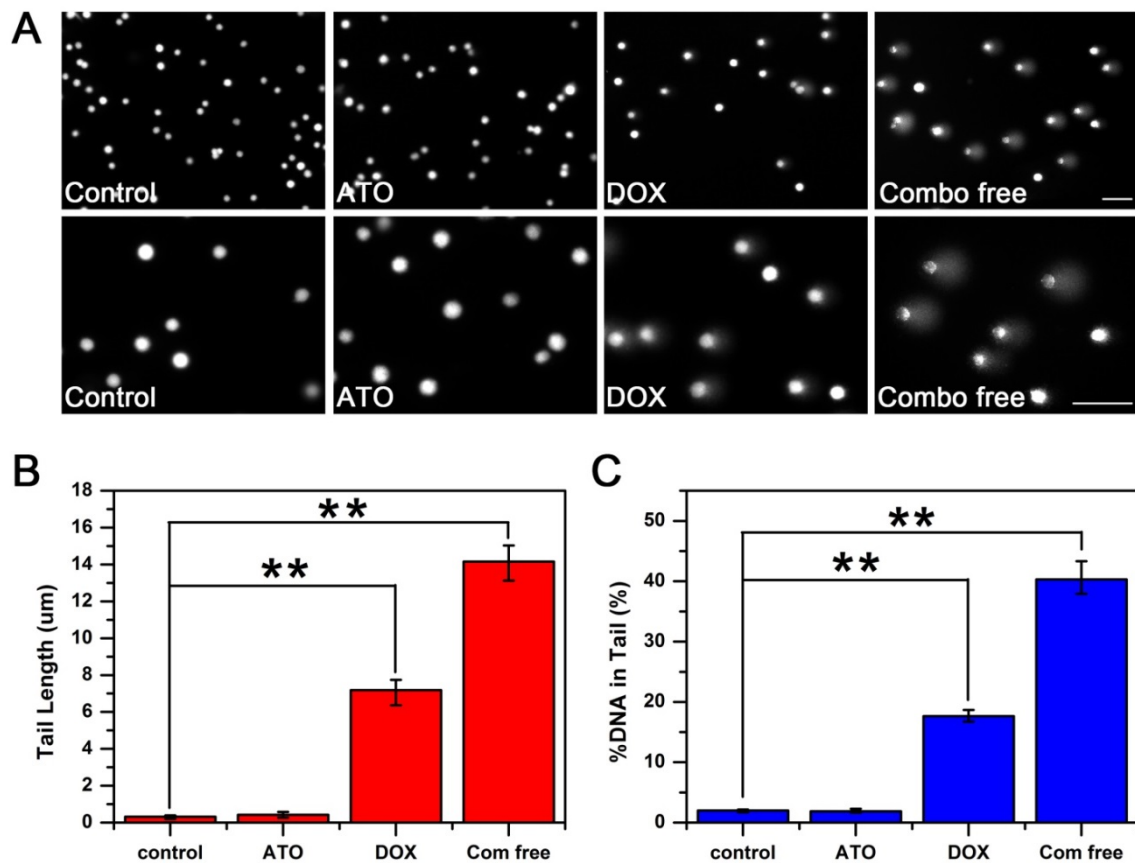 A
Control
ATO
DOX
Combo free
Control
ATO
DOX
Combo free
B
Tail Length (um)
18
16
14
12
10
8
6
4
2
0
**
**
control
ATO
DOX
Com free
C
%DNA in Tail (%)
50
40
30
20
10
0
**
**
control
ATO
DOX
Com free